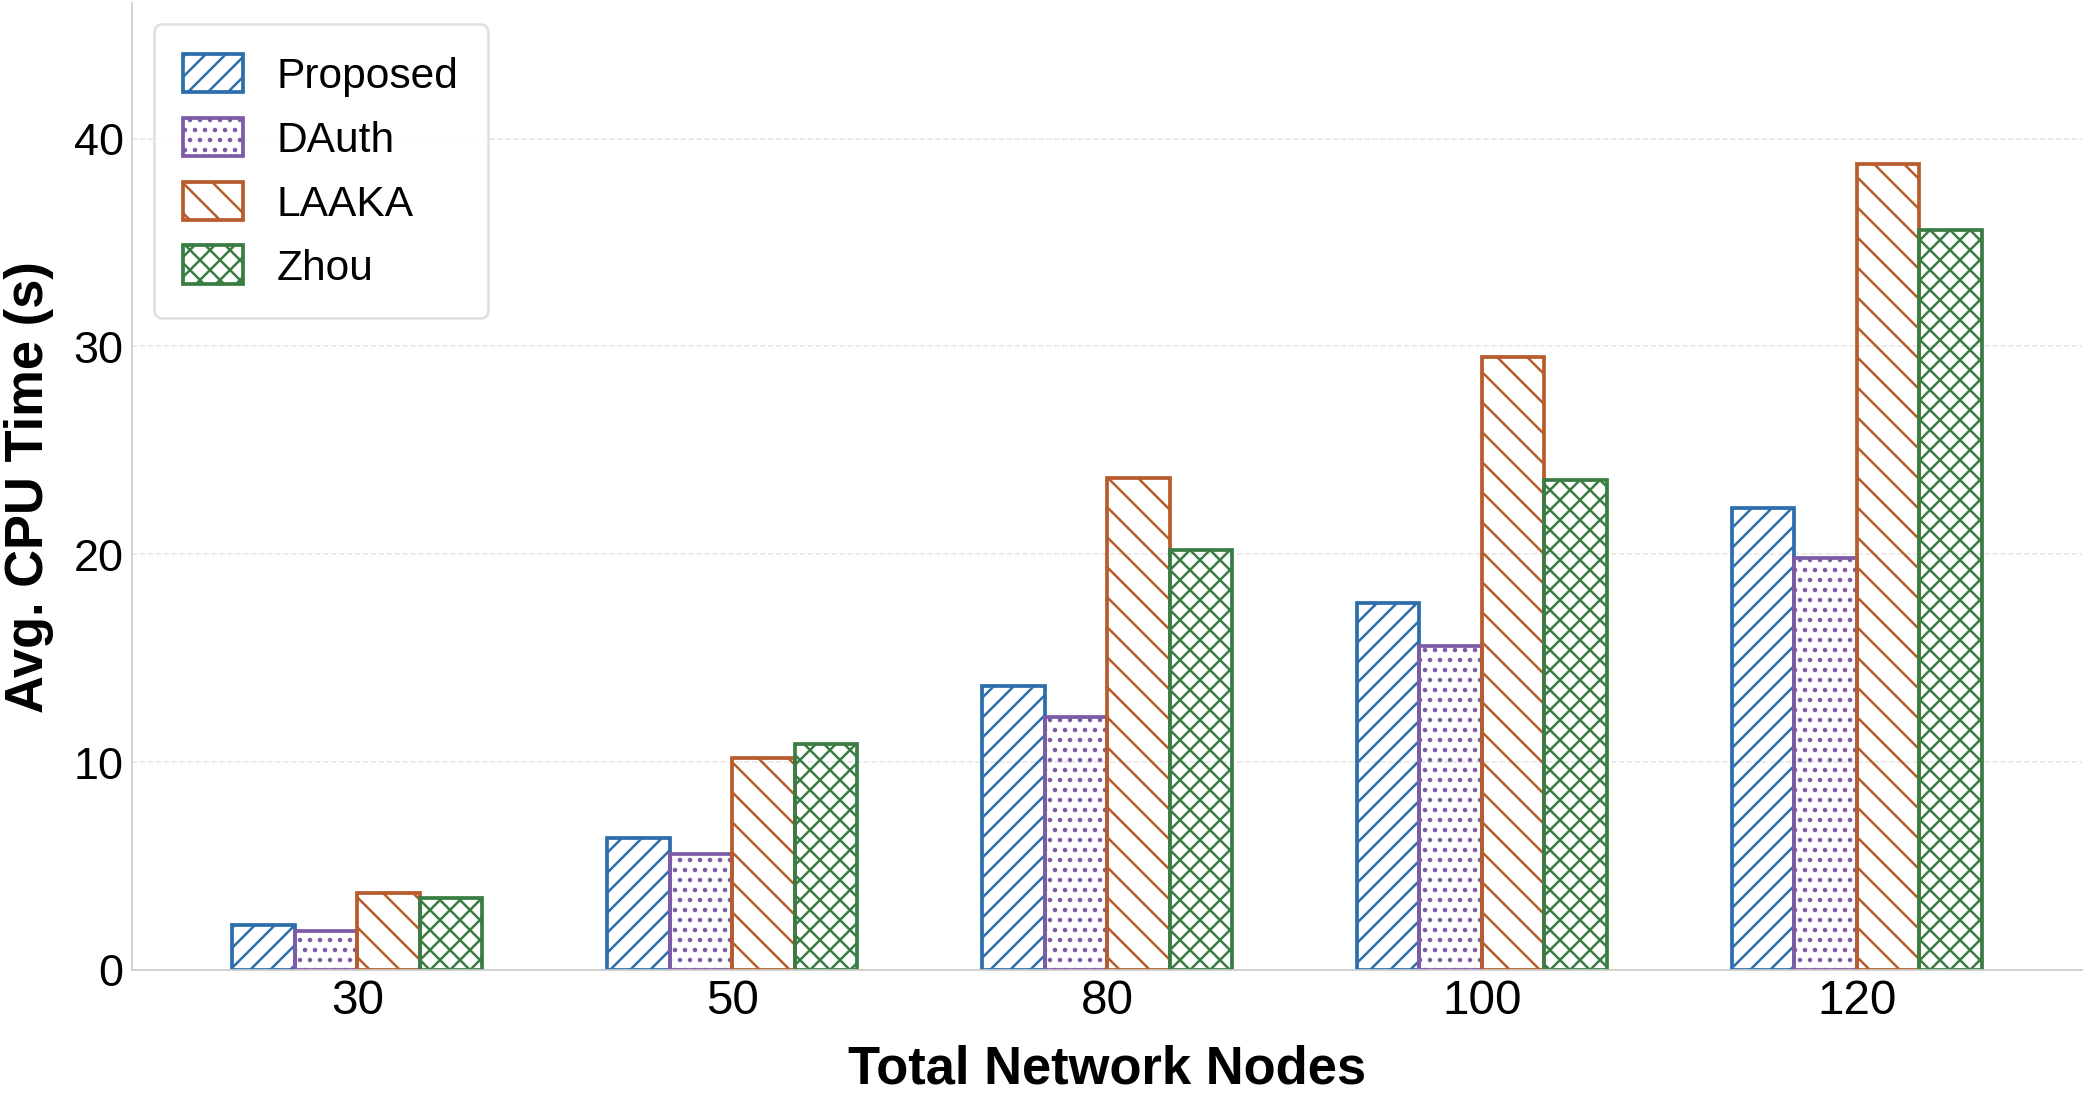 Proposed
DAuth
LAAKA
Zhou
Avg. CPU Time (s)
40
30
20
10
0
30 50 80 100 120
Total Network Nodes